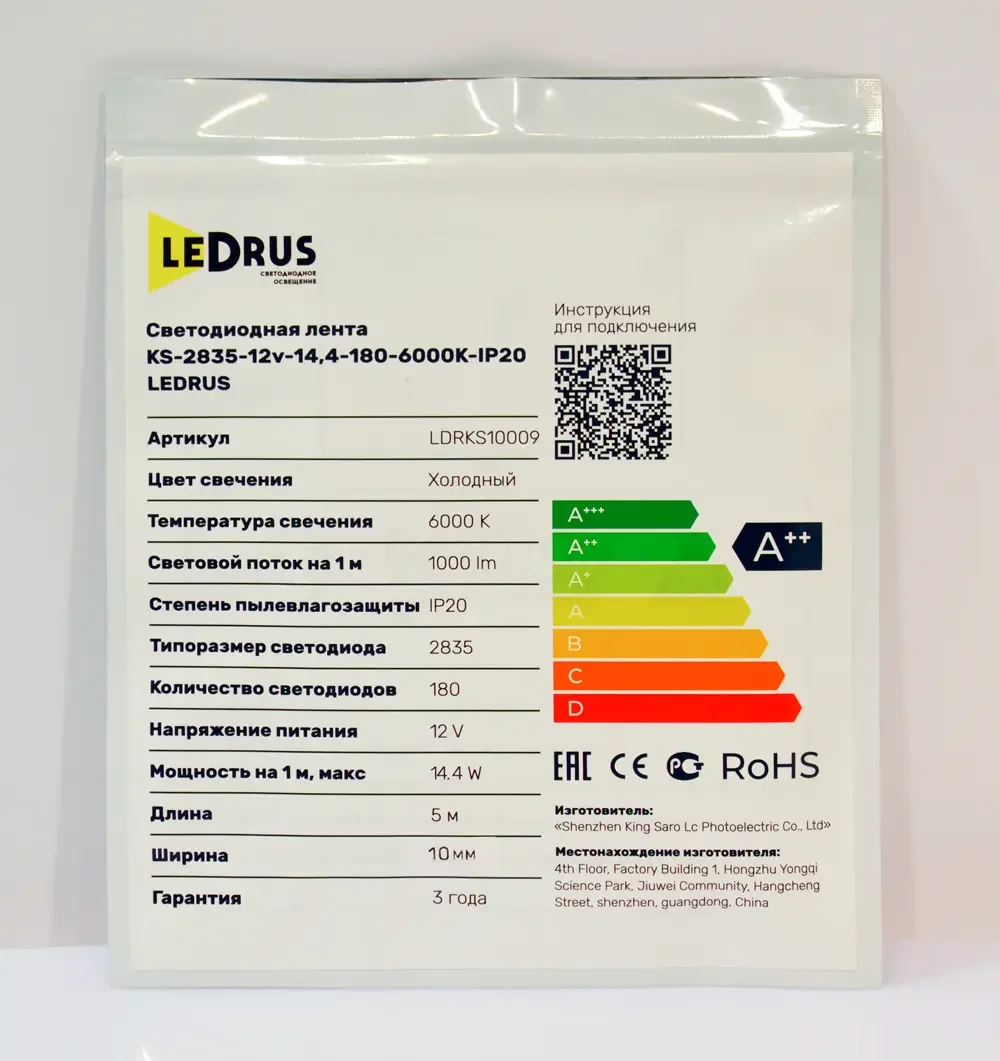 LEDRUS
СВЕТОДИОДНОЕ
ОСВЕЩЕНИЕ
Светодиодная лента
KS-2835-12v-14,4-180-6000K-IP20
LEDRUS
Артикул LDRKS10009
Цвет свечения Холодный
Температура свечения 6000 K
Световой поток на 1 м 1000 lm
Степень пылевлагозащиты IP20
Типоразмер светодиода 2835
Количество светодиодов 180
Напряжение питания 12 V
Мощность на 1 м, макс 14.4 W
Длина 5 м
Ширина 10 мм
Гарантия 3 года
Инструкция
для подключения
A+++
A++
A+
A
B
C
D
A++
EAC CE РСТ RoHS
Изготовитель:
«Shenzhen King Saro Lc Photoelectric Co., Ltd»
Местонахождение изготовителя:
4th Floor, Factory Building 1, Hongzhu Yongqi
Science Park, Jiuwei Community, Hangcheng
Street, shenzhen, guangdong, China